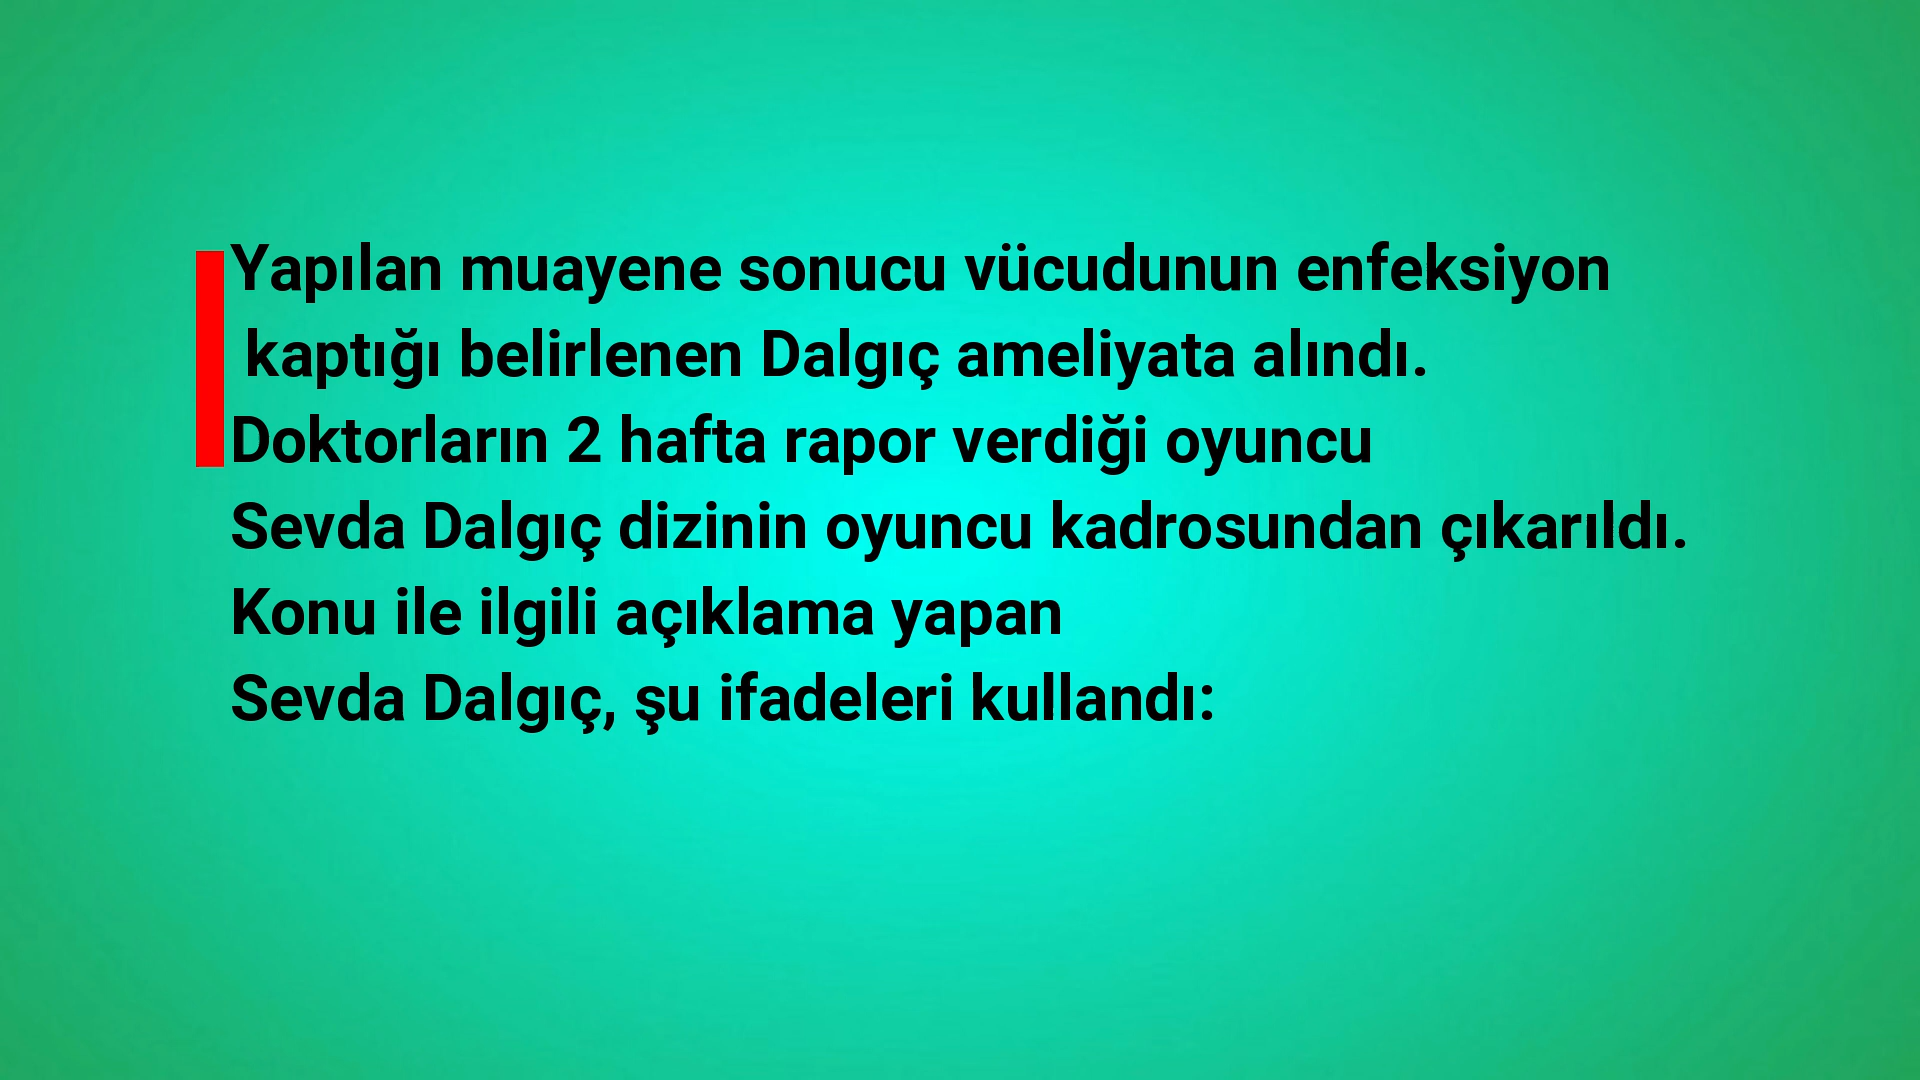 Yapılan muayene sonucu vücudunun enfeksiyon
kaptığı belirlenen Dalgıç ameliyata alındı.
Doktorların 2 hafta rapor verdiği oyuncu
Sevda Dalgıç dizinin oyuncu kadrosundan çıkarıldı.
Konu ile ilgili açıklama yapan
Sevda Dalgıç, şu ifadeleri kullandı: